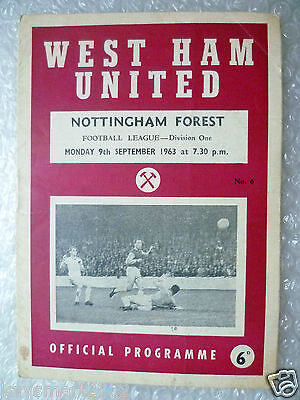 WEST HAM
UNITED
NOTTINGHAM FOREST
FOOTBALL LEAGUE—Division One
MONDAY 9th SEPTEMBER 1963 at 7.30 p.m.
No. 6
OFFICIAL PROGRAMME 6D